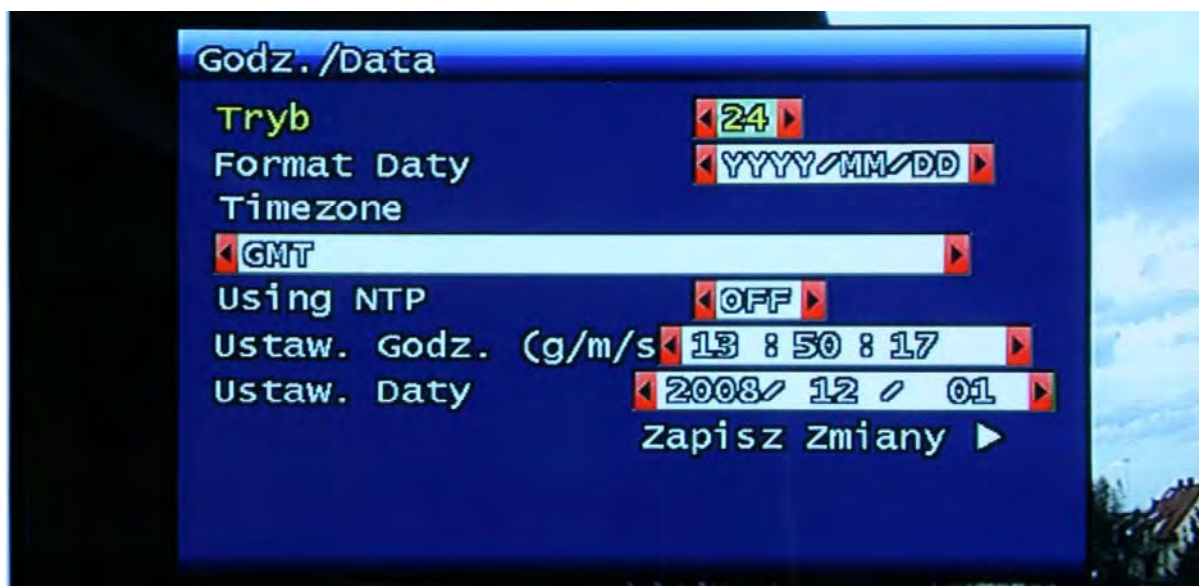 Godz./Data
Tryb 24
Format Daty YYYY/MM/DD
Timezone
GMT
Using NTP OFF
Ustaw. Godz. (g/m/s 13 : 50 : 17
Ustaw. Daty 2008/ 12 / 01
Zapisz Zmiany